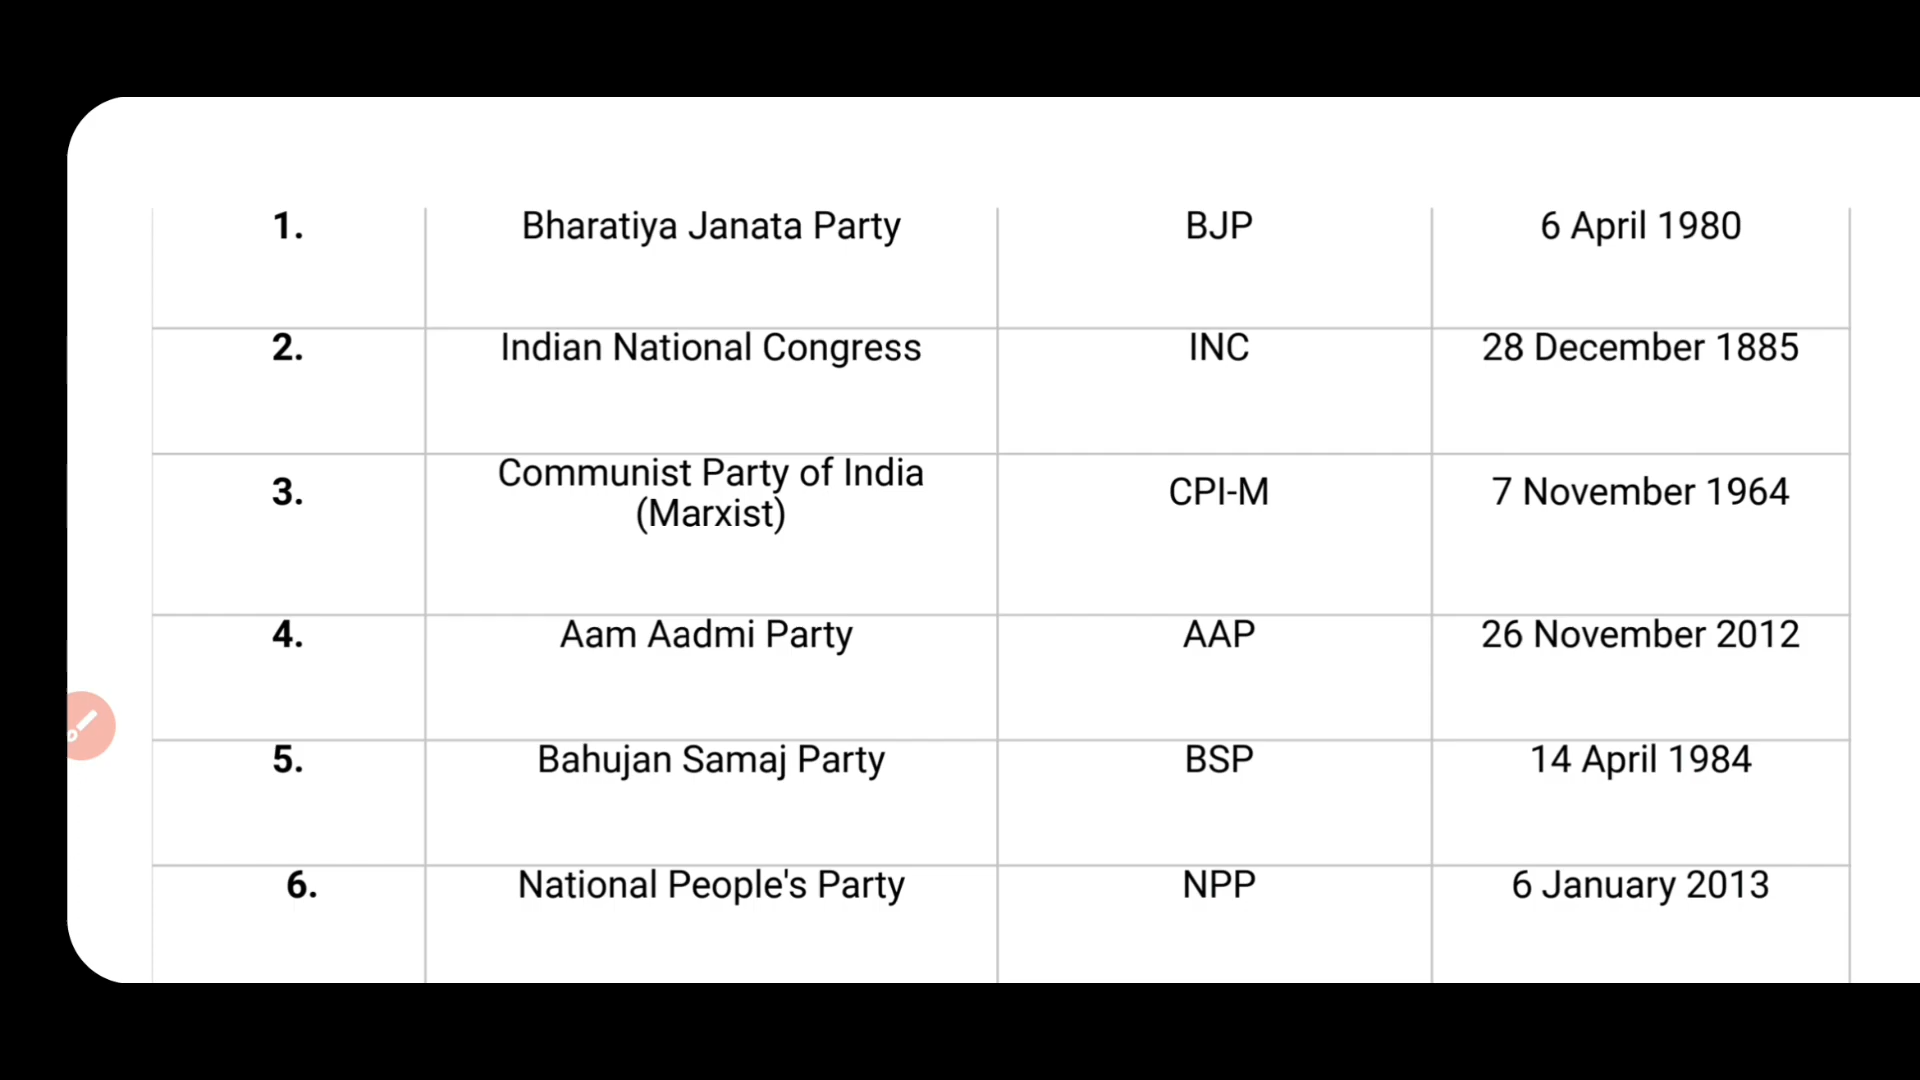 1. Bharatiya Janata Party BJP 6 April 1980
2. Indian National Congress INC 28 December 1885
3. Communist Party of India
(Marxist) CPI-M 7 November 1964
4. Aam Aadmi Party AAP 26 November 2012
5. Bahujan Samaj Party BSP 14 April 1984
6. National People's Party NPP 6 January 2013